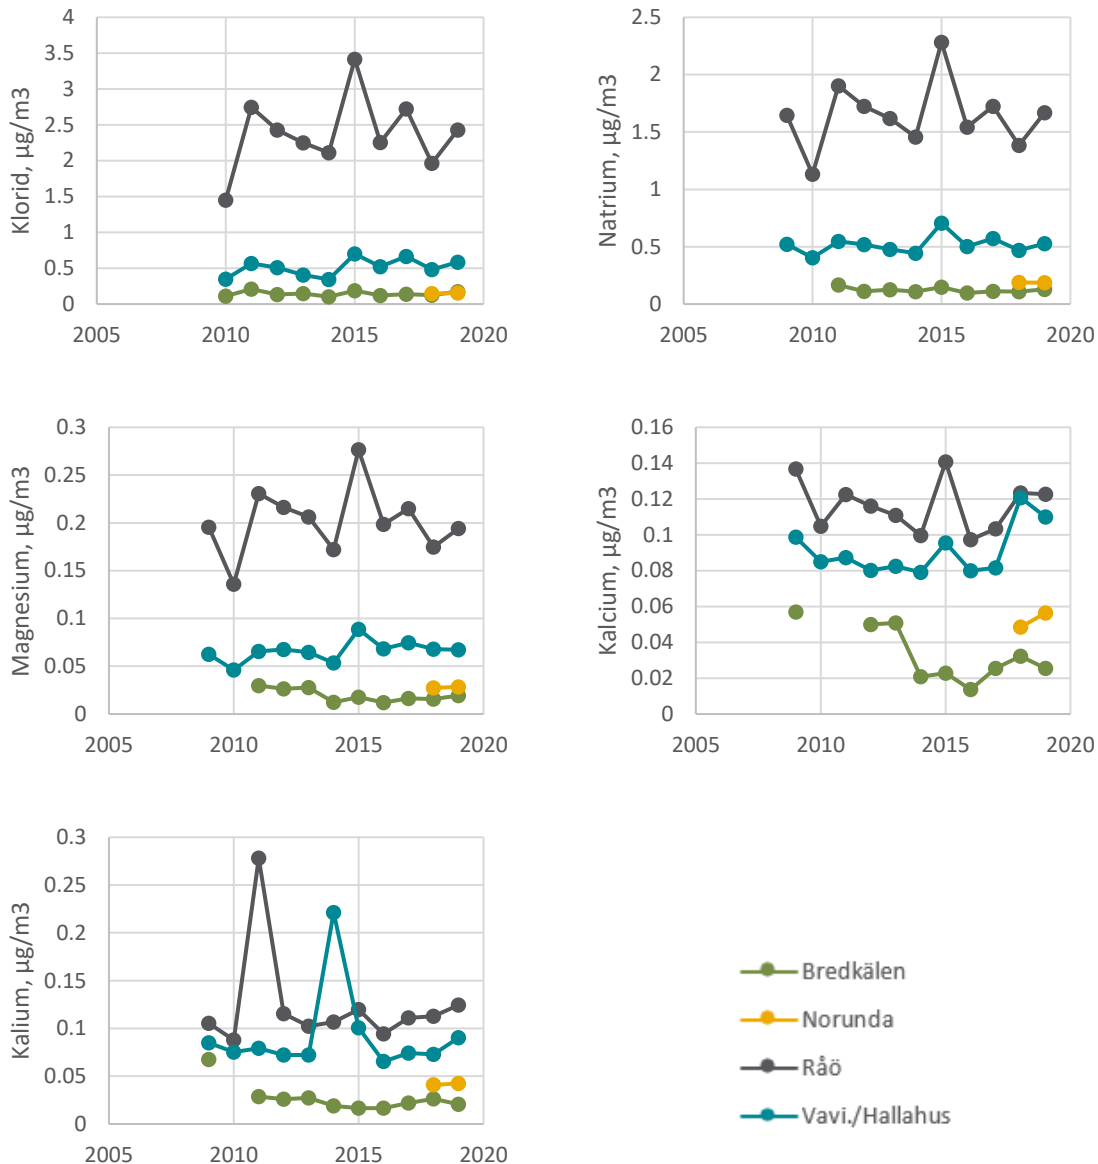 Klorid, µg/m3
4
3.5
3
2.5
2
1.5
1
0.5
0
2005 2010 2015 2020
Natrium, µg/m3
2.5
2
1.5
1
0.5
0
2005 2010 2015 2020
Magnesium, µg/m3
0.3
0.25
0.2
0.15
0.1
0.05
0
2005 2010 2015 2020
Kalcium, µg/m3
0.16
0.14
0.12
0.1
0.08
0.06
0.04
0.02
0
2005 2010 2015 2020
Kalium, µg/m3
0.3
0.25
0.2
0.15
0.1
0.05
0
2005 2010 2015 2020
Bredkälen
Norunda
Råö
Vavi./Hallahus